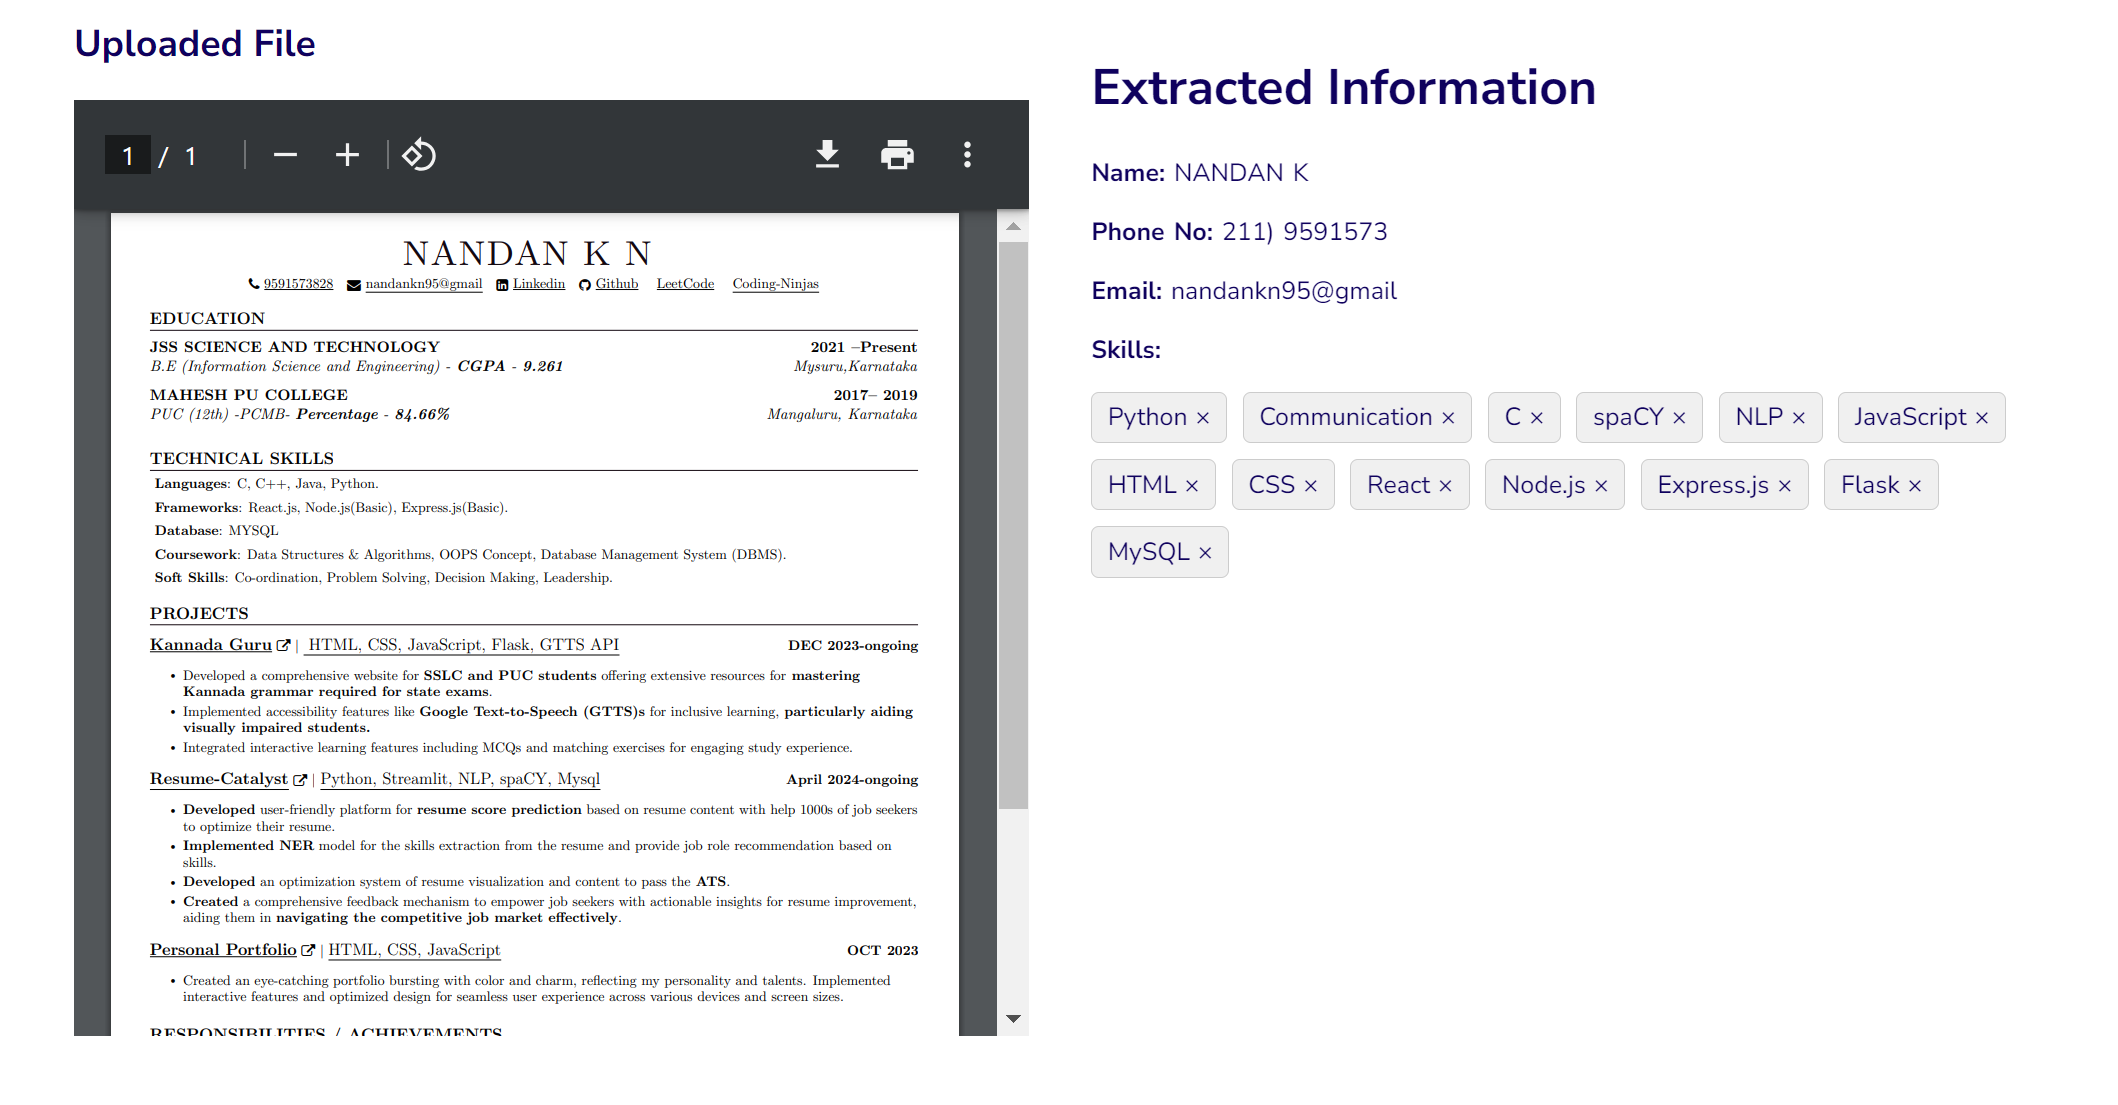 Uploaded File
1 / 1
NANDAN K N
9591573828 nandankn95@gmail Linkedin Github LeetCode Coding-Ninjas
EDUCATION
JSS SCIENCE AND TECHNOLOGY 2021 –Present
B.E (Information Science and Engineering) - CGPA - 9.261 Mysuru,Karnataka
MAHESH PU COLLEGE 2017– 2019
PUC (12th) -PCMB- Percentage - 84.66% Mangaluru, Karnataka
TECHNICAL SKILLS
Languages: C, C++, Java, Python.
Frameworks: React.js, Node.js(Basic), Express.js(Basic).
Database: MYSQL
Coursework: Data Structures & Algorithms, OOPS Concept, Database Management System (DBMS).
Soft Skills: Co-ordination, Problem Solving, Decision Making, Leadership.
PROJECTS
Kannada Guru | HTML, CSS, JavaScript, Flask, GTTS API DEC 2023-ongoing
• Developed a comprehensive website for SSLC and PUC students offering extensive resources for mastering
Kannada grammar required for state exams.
• Implemented accessibility features like Google Text-to-Speech (GTTS)s for inclusive learning, particularly aiding
visually impaired students.
• Integrated interactive learning features including MCQs and matching exercises for engaging study experience.
Resume-Catalyst | Python, Streamlit, NLP, spaCY, Mysql April 2024-ongoing
• Developed user-friendly platform for resume score prediction based on resume content with help 1000s of job seekers
to optimize their resume.
• Implemented NER model for the skills extraction from the resume and provide job role recommendation based on
skills.
• Developed an optimization system of resume visualization and content to pass the ATS.
• Created a comprehensive feedback mechanism to empower job seekers with actionable insights for resume improvement,
aiding them in navigating the competitive job market effectively.
Personal Portfolio | HTML, CSS, JavaScript OCT 2023
• Created an eye-catching portfolio bursting with color and charm, reflecting my personality and talents. Implemented
interactive features and optimized design for seamless user experience across various devices and screen sizes.
RESPONSIBILITIES / ACHIEVEMENTS
Extracted Information
Name: NANDAN K
Phone No: 211) 9591573
Email: nandankn95@gmail
Skills:
Python × Communication × C × spaCY × NLP × JavaScript ×
HTML × CSS × React × Node.js × Express.js × Flask ×
MySQL ×